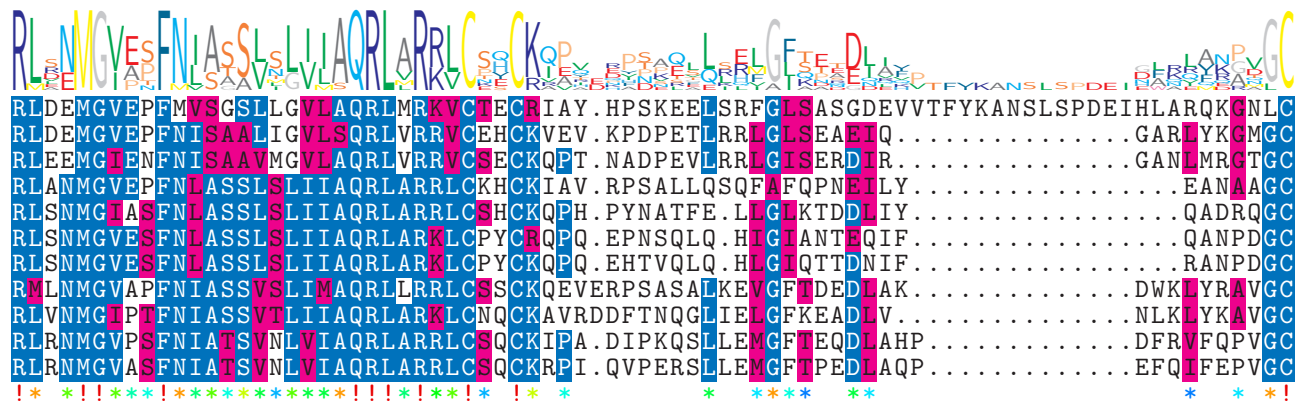 RLDEMGVEPFMVSGSLLGVLAQRLMRKVCTECRIAY.HPSKEELSRFGLSASGDEVVTFYKANSLSPDEIHLARQKGNLC
RLDEMGVEPFNISAALIGVLSQRLVRRVCEHCKVEV.KPDPETLRRLGLSEAEIQ...............GARLYKGMGC
RLEEMGIENFNISAAVMGVLAQRLVRRVCSECKQPT.NADPEVLRRLGISERDIR...............GANLMRGTGC
RLANMGVEPFNLASSLSLIIAQRLARRLCKHCKIAV.RPSALLQSQFAFQPNEILY.................EANAAGC
RLSNMGIASFNLASSLSLIIAQRLARRLCSHCKQPH.PYNATFE.LLGLKTDDLIY.................QADRQGC
RLSNMGVESFNLASSLSLIIAQRLARKLCPYCRQPQ.EPNSQLQ.HIGIANTEQIF.................QANPDGC
RLSNMGVESFNLASSLSLIIAQRLARKLCPYCKQPQ.EHTVQLQ.HLGIQTTDNIF.................RANPDGC
RMLNMGVAPFNIASSVSLIMAQRLLRRLCSSCKQEVERPSASALKEVGFTDEDLAK..............DWKLYRAVGC
RLVNMGIPTFNIASSVTLIIAQRLARKLCNQCKAVRDDFTNQGLIELGFKEADLV...............NLKLYKAVGC
RLRNMGVPSFNIATSVNLVIAQRLARRLCSQCKIPA.DIPKQSLLEMGFTEQDLAHP.............DFRVFQPVGC
RLRNMGVASFNIATSVNLVIAQRLARRLCSQCKRPI.QVPERSLLEMGFTPEDLAQP.............EFQIFEPVGC
!* *!!***!***********!!!*!**!* !* *        *  ****  **                   *  * *!